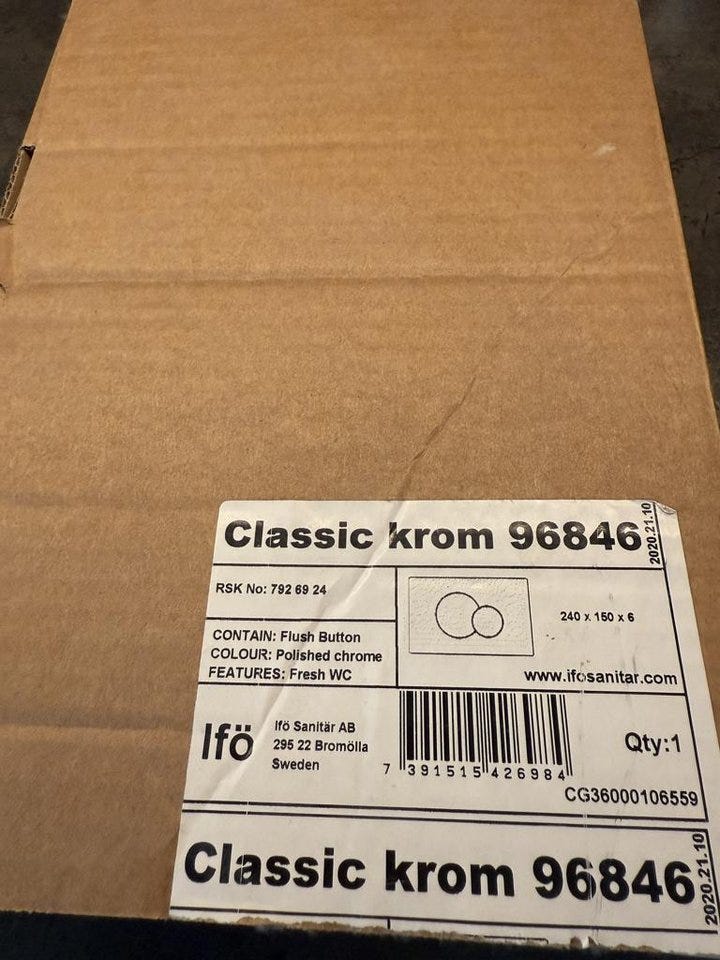 Classic krom 96846
2020.21.10
RSK No: 792 69 24
240 x 150 x 6
CONTAIN: Flush Button
COLOUR: Polished chrome
FEATURES: Fresh WC
www.ifosanitar.com
Ifö
Ifö Sanitär AB
295 22 Bromölla
Sweden
7 391515 426984
Qty:1
CG36000106559
Classic krom 96846
2020.21.10